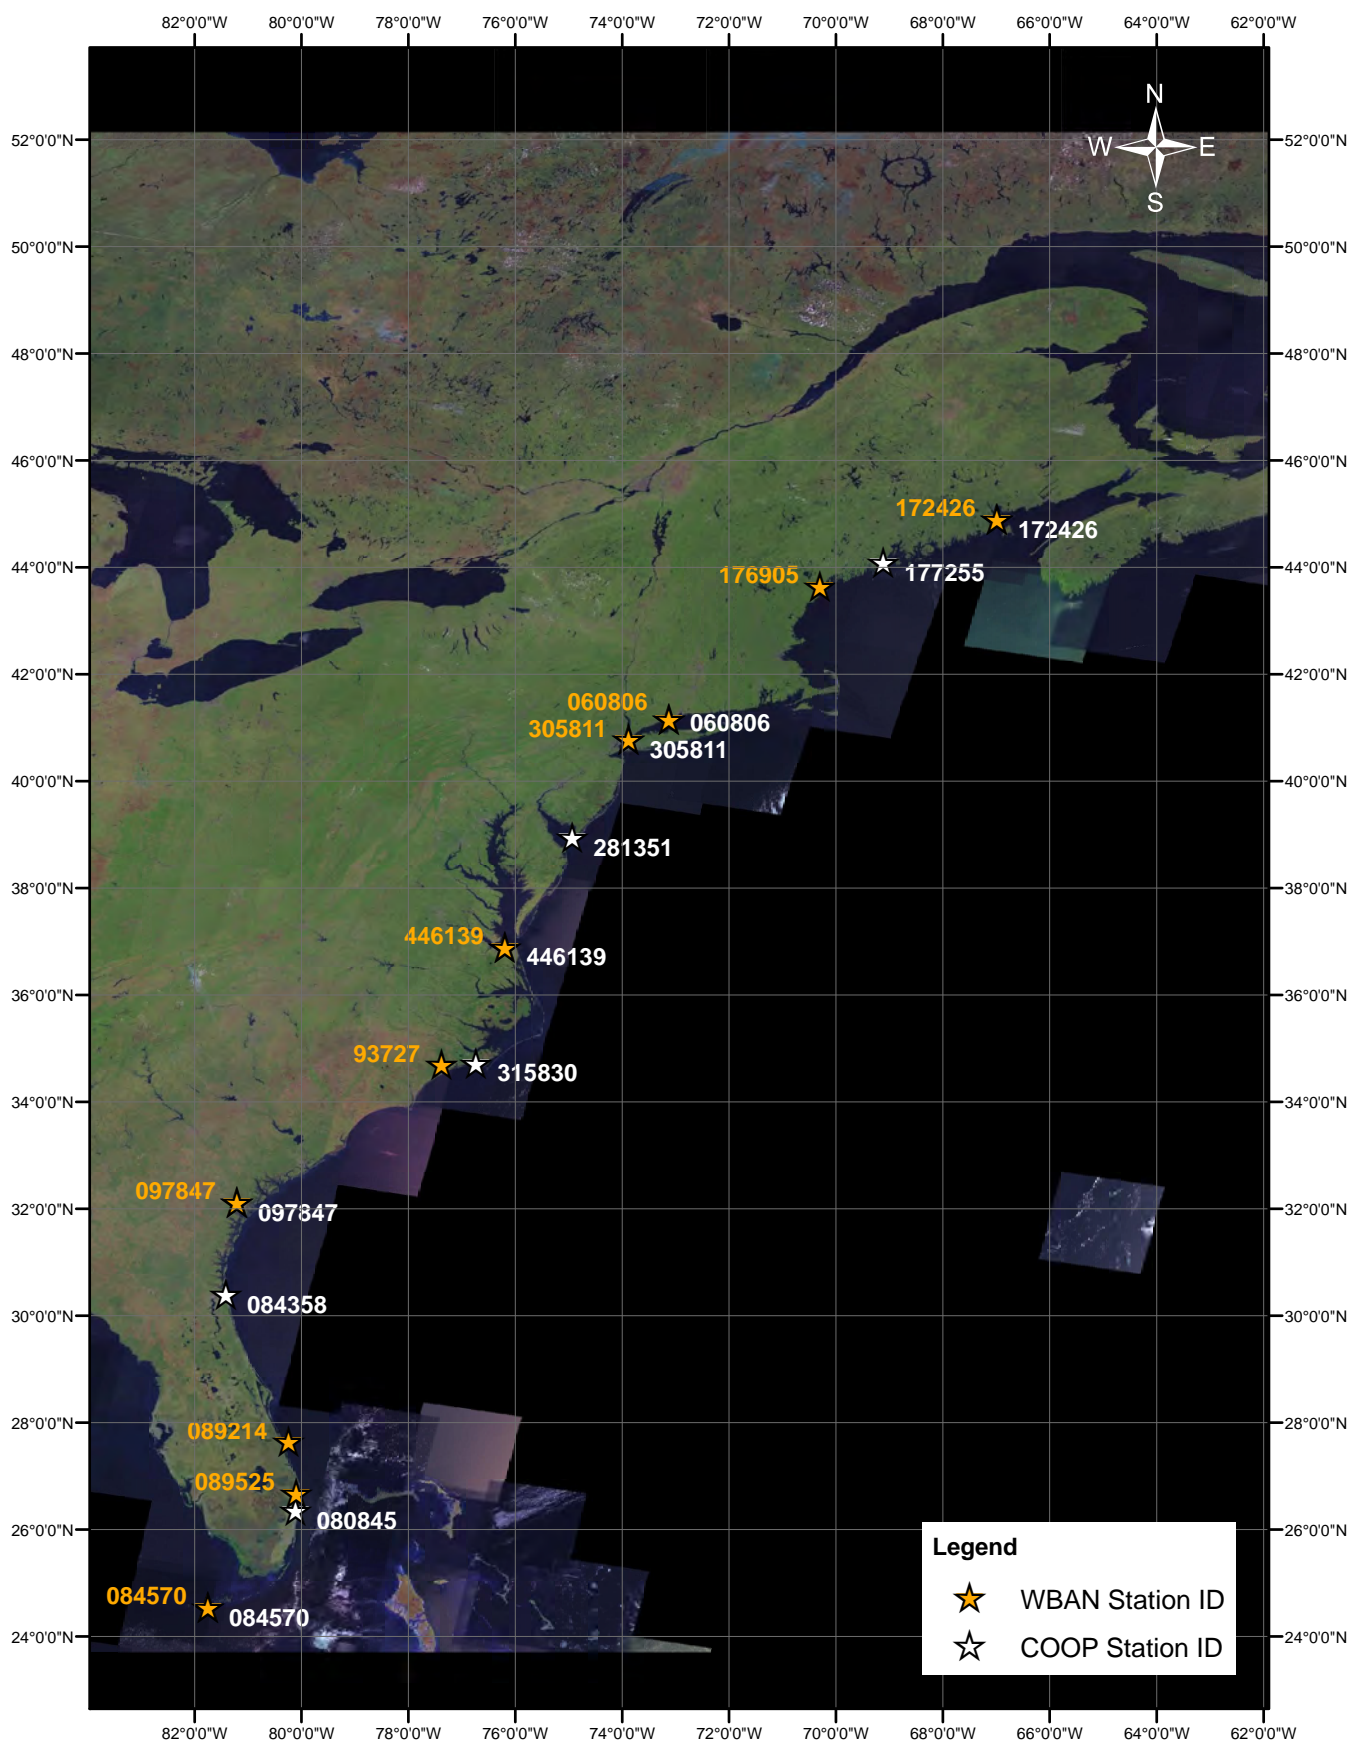 82°0'0"W 80°0'0"W 78°0'0"W 76°0'0"W 74°0'0"W 72°0'0"W 70°0'0"W 68°0'0"W 66°0'0"W 64°0'0"W 62°0'0"W
N
W E
S
52°0'0"N 52°0'0"N
50°0'0"N 50°0'0"N
48°0'0"N 48°0'0"N
46°0'0"N 46°0'0"N
172426
172426
44°0'0"N 44°0'0"N
176905 177255
42°0'0"N 42°0'0"N
060806
060806
305811
305811
40°0'0"N 40°0'0"N
281351
38°0'0"N 38°0'0"N
446139
446139
36°0'0"N 36°0'0"N
93727
315830
34°0'0"N 34°0'0"N
097847
097847
32°0'0"N 32°0'0"N
084358
30°0'0"N 30°0'0"N
28°0'0"N 28°0'0"N
089214
089525
080845
26°0'0"N 26°0'0"N
084570
084570
24°0'0"N 24°0'0"N
Legend
WBAN Station ID
COOP Station ID
82°0'0"W 80°0'0"W 78°0'0"W 76°0'0"W 74°0'0"W 72°0'0"W 70°0'0"W 68°0'0"W 66°0'0"W 64°0'0"W 62°0'0"W